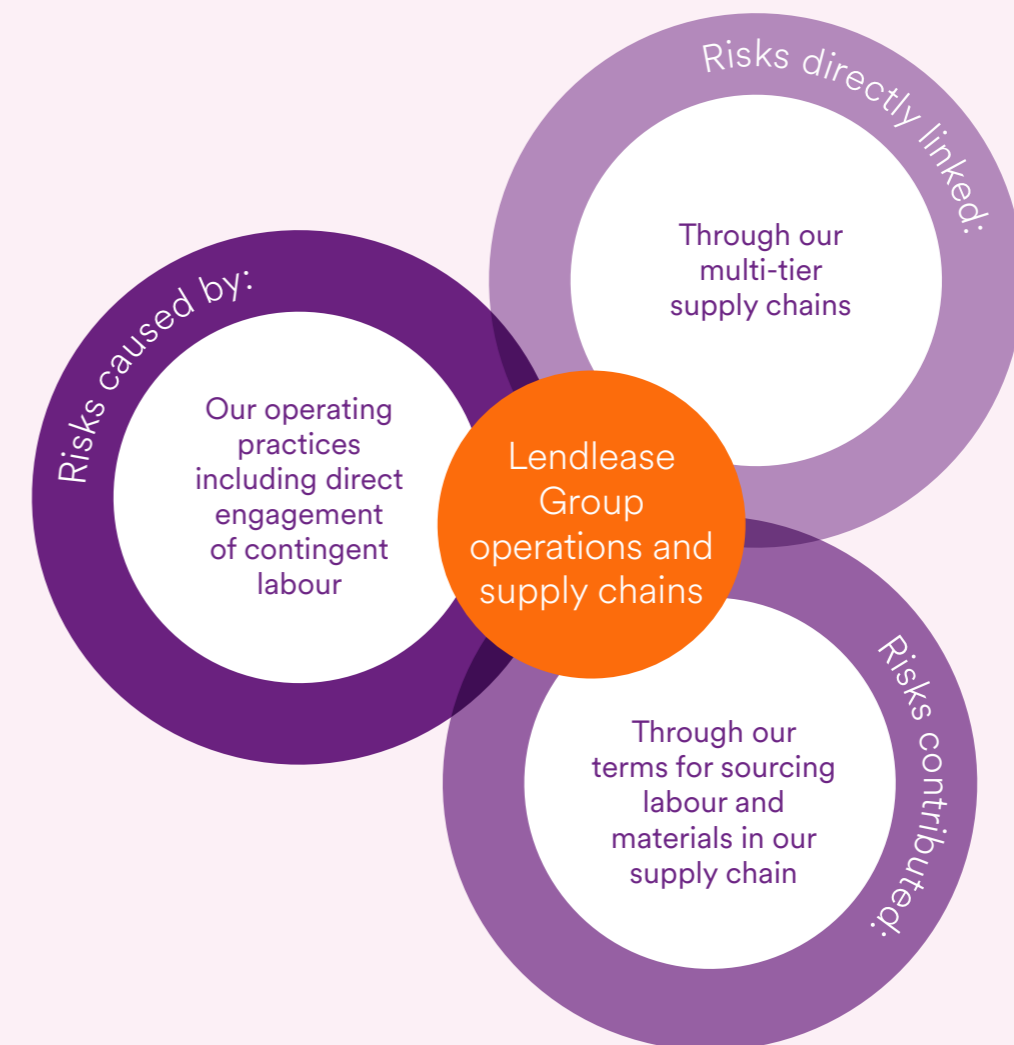 Risks directly linked:
Through our
multi-tier
supply chains
Risks caused by:
Our operating
practices
including direct
engagement
of contingent
labour
Lendlease
Group
operations and
supply chains
Risks contributed:
Through our
terms for sourcing
labour and
materials in our
supply chain